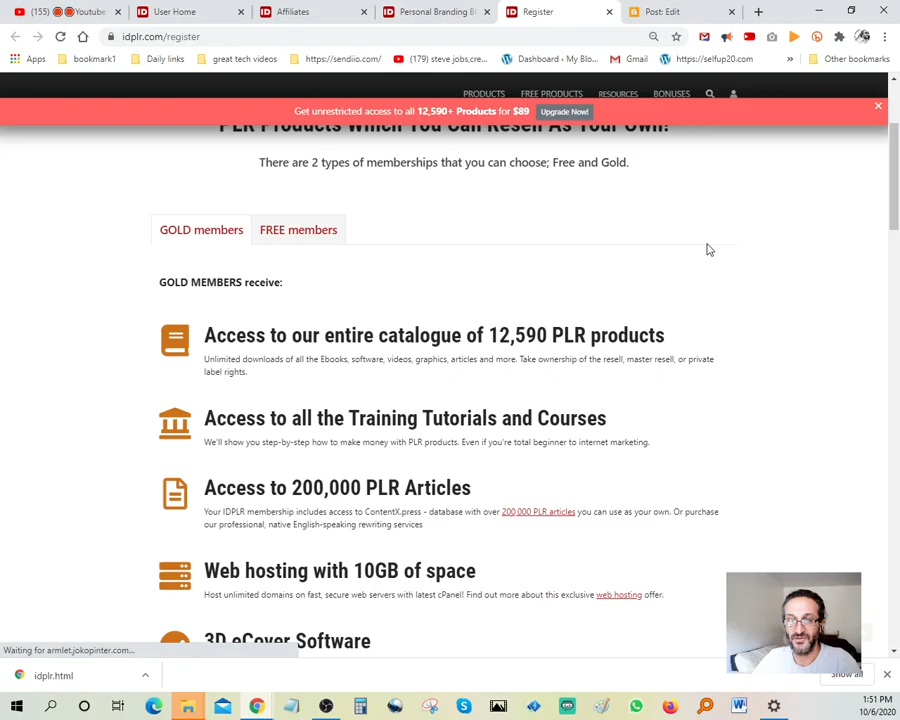 (155) 🔴🔴Youtube
User Home
Affiliates
Personal Branding Bl
Register
Post: Edit
idplr.com/register
Apps
bookmark1
Daily links
great tech videos
https://sendiio.com/
(179) steve jobs,cre...
Dashboard ‹ My Blo...
Gmail
https://selfup20.com
»
Other bookmarks
PRODUCTS
FREE PRODUCTS
RESOURCES
BONUSES
Get unrestricted access to all 12,590+ Products for $89
Upgrade Now!
PLR Products Which You Can Resell As Your Own!
There are 2 types of memberships that you can choose; Free and Gold.
GOLD members
FREE members
GOLD MEMBERS receive:
Access to our entire catalogue of 12,590 PLR products
Unlimited downloads of all the Ebooks, software, videos, graphics, articles and more. Take ownership of the resell, master resell, or private
label rights.
Access to all the Training Tutorials and Courses
We'll show you step-by-step how to make money with PLR products. Even if you're total beginner to internet marketing.
Access to 200,000 PLR Articles
Your IDPLR membership includes access to ContentX.press - database with over 200,000 PLR articles you can use as your own. Or purchase
our professional, native English-speaking rewriting services
Web hosting with 10GB of space
Host unlimited domains on fast, secure web servers with latest cPanel! Find out more about this exclusive web hosting offer.
3D eCover Software
Waiting for armlet.jokopinter.com...
idplr.html
Show all
1:51 PM
10/6/2020